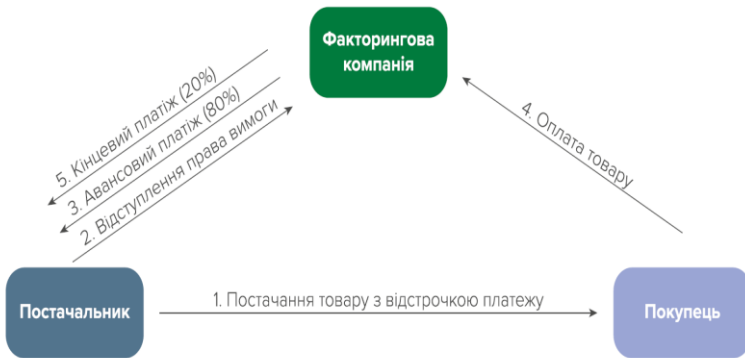 Факторингова
компанія
5. Кінцевий платіж (20%)
3. Авансовий платіж (80%)
2. Відступлення права вимоги
4. Оплата товару
Постачальник
1. Постачання товару з відстрочкою платежу
Покупець